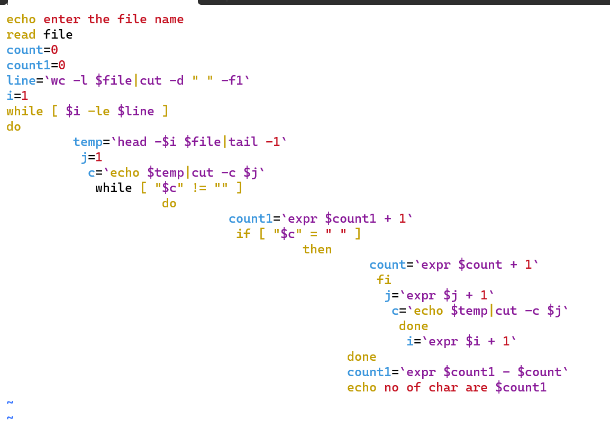 echo enter the file name
read file
count=0
count1=0
line=`wc -l $file|cut -d " " -f1`
i=1
while [ $i -le $line ]
do
temp=`head -$i $file|tail -1`
j=1
c=`echo $temp|cut -c $j`
while [ "$c" != "" ]
do
count1=`expr $count1 + 1`
if [ "$c" = " " ]
then
count=`expr $count + 1`
fi
j=`expr $j + 1`
c=`echo $temp|cut -c $j`
done
i=`expr $i + 1`
done
count1=`expr $count1 - $count`
echo no of char are $count1
~
~